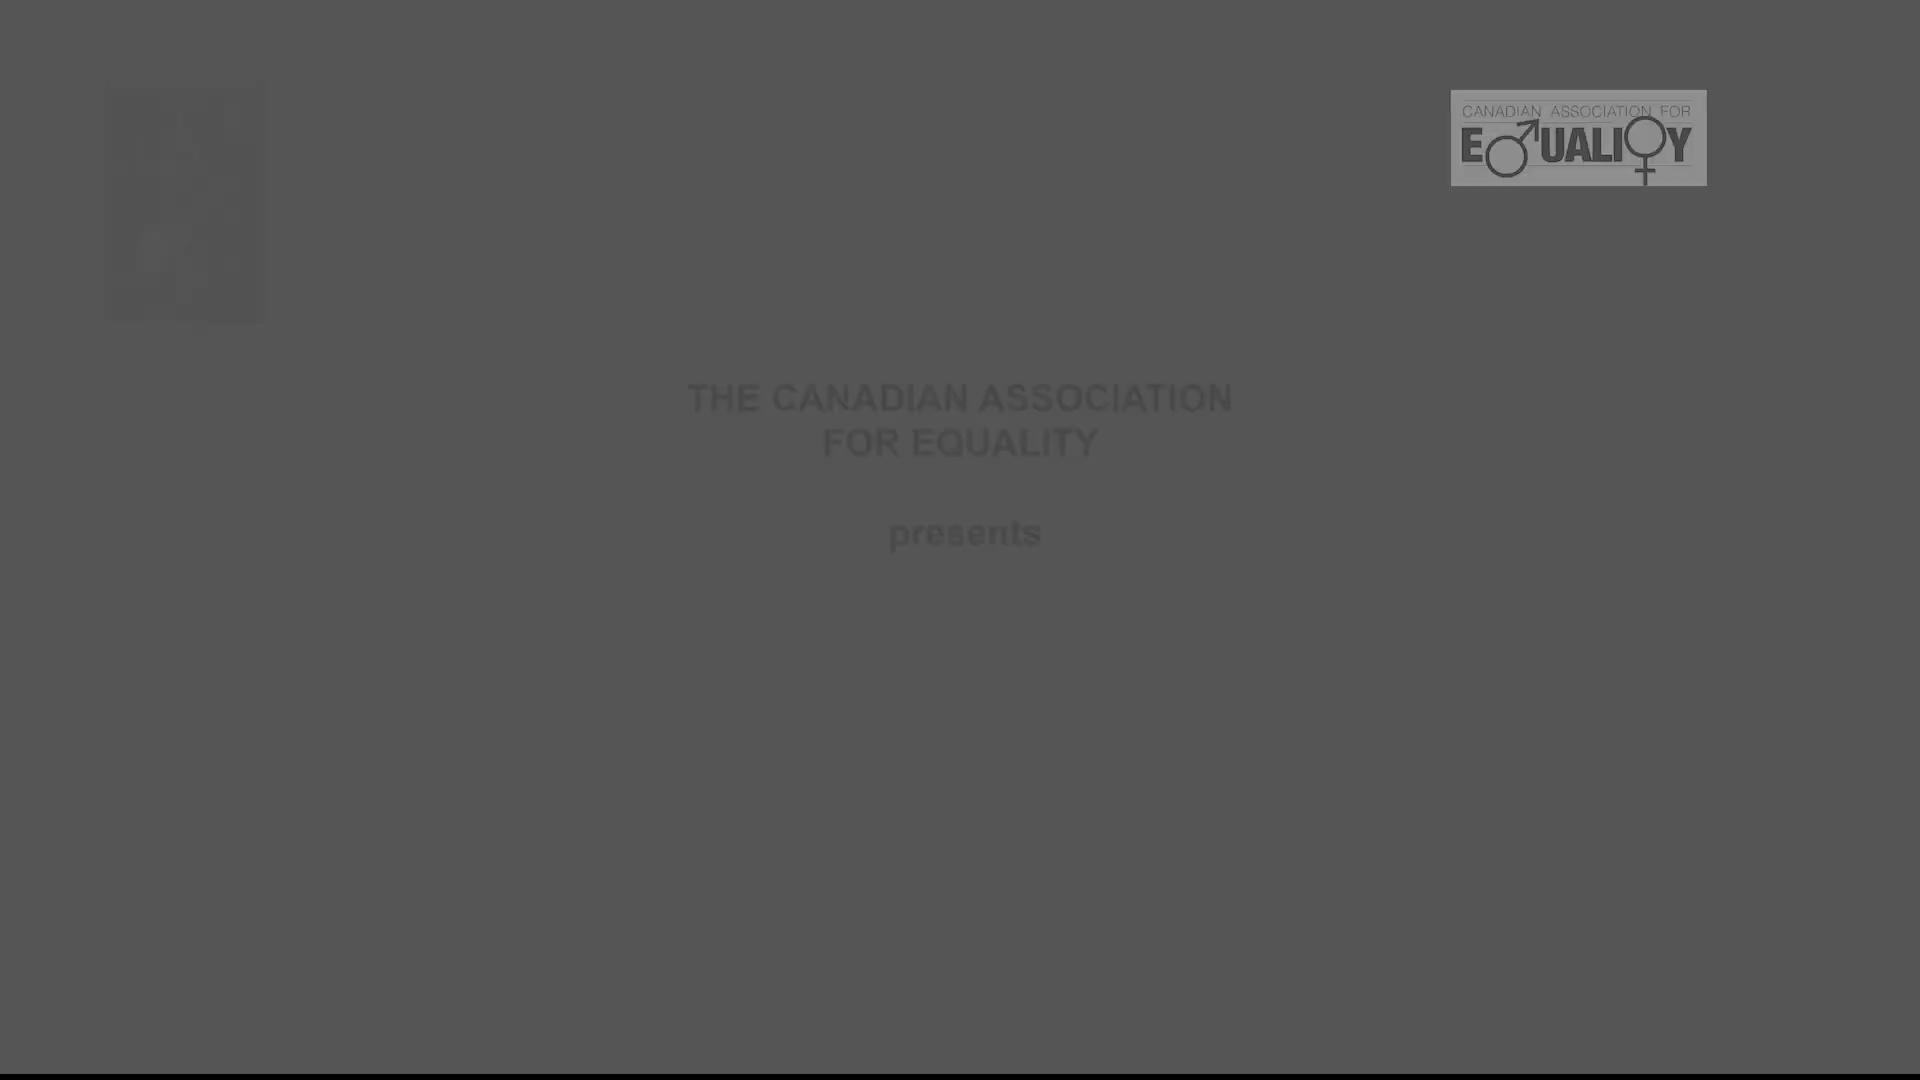 CANADIAN ASSOCIATION FOR
EQUALITY
THE CANADIAN ASSOCIATION
FOR EQUALITY
presents